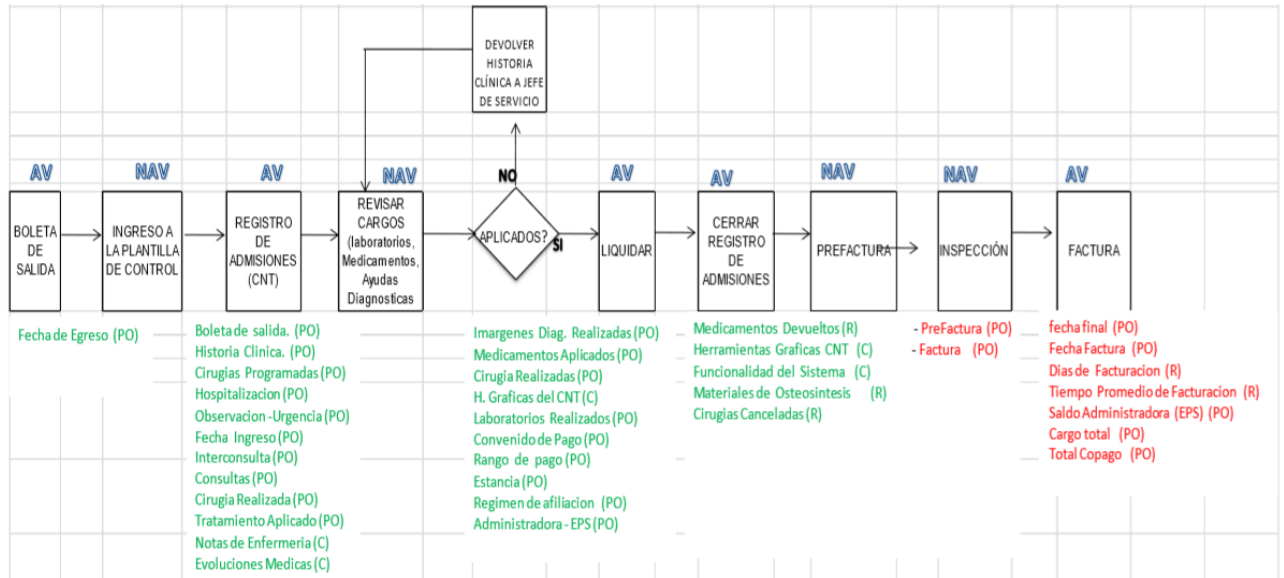 DEVOLVER
HISTORIA
CLÍNICA A JEFE
DE SERVICIO
AV
NAV
AV
NAV
NO
AV
AV
NAV
NAV
AV
BOLETA
DE
SALIDA
INGRESO A
LA PLANTILLA
DE CONTROL
REGISTRO
DE
ADMISIONES
(CNT)
REVISAR
CARGOS
(laboratorios,
Medicamentos,
Ayudas
Diagnosticas
APLICADOS?
SI
LIQUIDAR
CERRAR
REGISTRO
DE
ADMISIONES
PREFACTURA
INSPECCIÓN
FACTURA
Fecha de Egreso (PO)
Boleta de salida. (PO)
Historia Clinica. (PO)
Cirugias Programadas (PO)
Hospitalizacion (PO)
Observacion -Urgencia (PO)
Fecha Ingreso (PO)
Interconsulta (PO)
Consultas (PO)
Cirugia Realizada (PO)
Tratamiento Aplicado (PO)
Notas de Enfermeria (C)
Evoluciones Medicas (C)
Imargenes Diag. Realizadas (PO)
Medicamentos Aplicados (PO)
Cirugia Realizadas (PO)
H. Graficas del CNT (C)
Laboratorios Realizados (PO)
Convenido de Pago (PO)
Rango de pago (PO)
Estancia (PO)
Regimen de afiliacion (PO)
Administradora - EPS (PO)
Medicamentos Devueltos (R)
Herramientas Graficas CNT (C)
Funcionalidad del Sistema (C)
Materiales de Osteosintesis (R)
Cirugias Canceladas (R)
- PreFactura (PO)
- Factura (PO)
fecha final (PO)
Fecha Factura (PO)
Dias de Facturacion (R)
Tiempo Promedio de Facturacion (R)
Saldo Administradora (EPS) (PO)
Cargo total (PO)
Total Copago (PO)